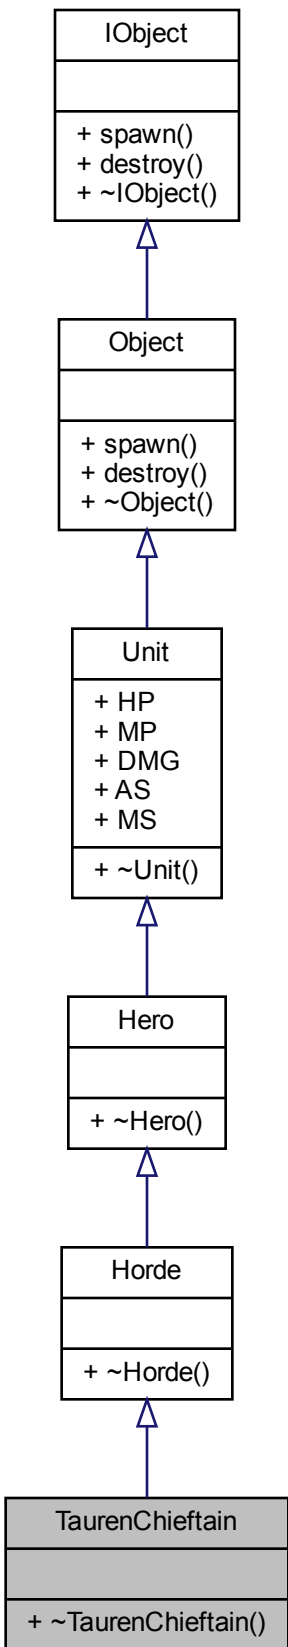 IObject
+ spawn()
+ destroy()
+ ~IObject()
Object
+ spawn()
+ destroy()
+ ~Object()
Unit
+ HP
+ MP
+ DMG
+ AS
+ MS
+ ~Unit()
Hero
+ ~Hero()
Horde
+ ~Horde()
TaurenChieftain
+ ~TaurenChieftain()